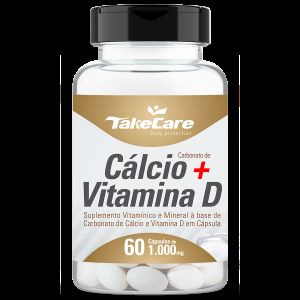 TakeCare
body protection
Carbonato de
Cálcio +
Vitamina D
Suplemento Vitamínico e Mineral à base de
Carbonato de Cálcio e Vitamina D em Cápsula
60 Cápsulas de
1.000mg